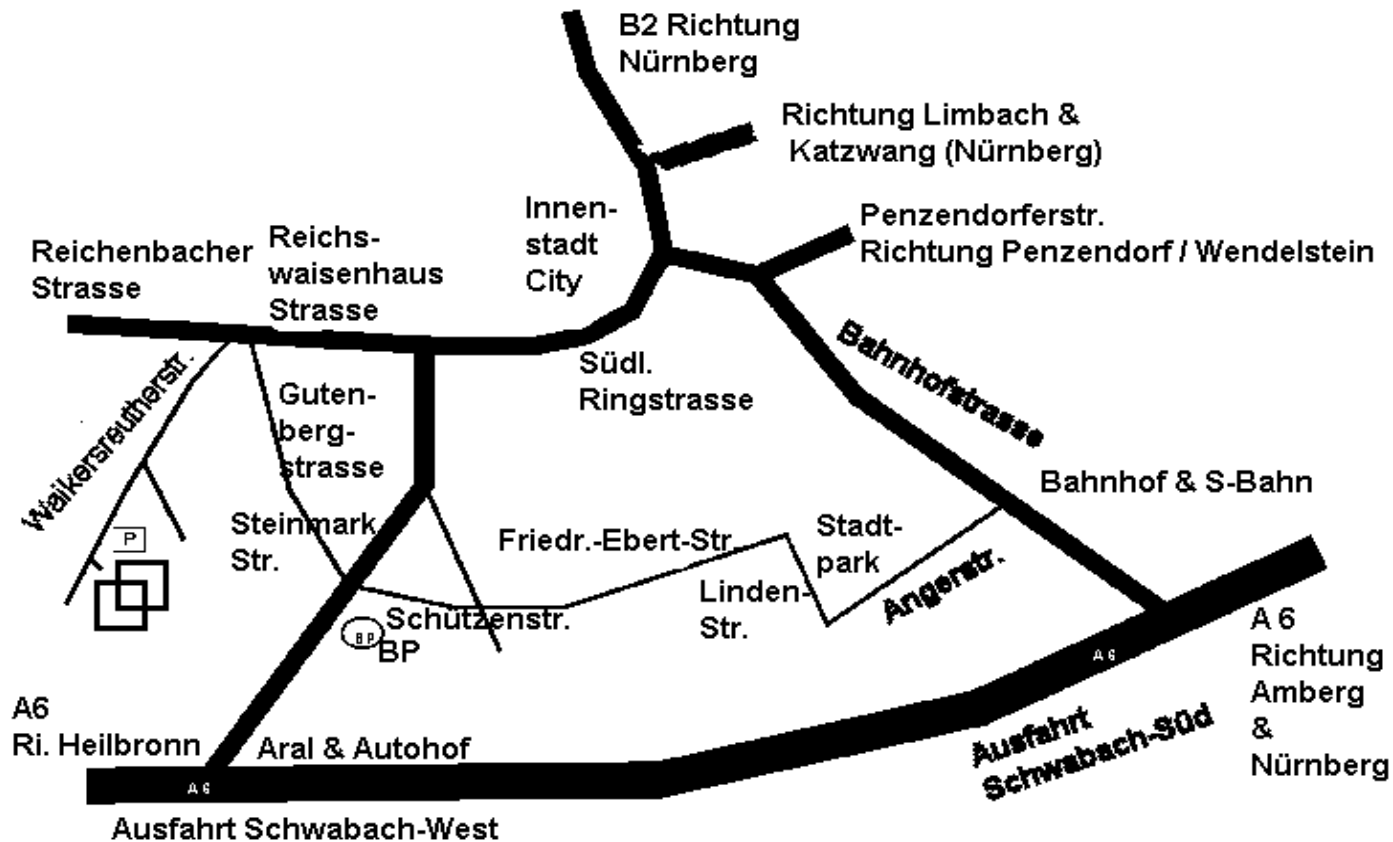 B2 Richtung
Nürnberg
Richtung Limbach &
Katzwang (Nürnberg)
Innen-
stadt
City
Penzendorferstr.
Richtung Penzendorf / Wendelstein
Reichenbacher
Strasse
Reichs-
waisenhaus
Strasse
Südl.
Ringstrasse
Bahnhofstrasse
Waikersreutherstr.
Guten-
berg-
strasse
Bahnhof & S-Bahn
Steinmark
Str.
Friedr.-Ebert-Str.
Stadt-
park
P
Linden-
Str.
Angerstr.
Schützenstr.
BP
BP
A 6
Richtung
Amberg
&
Nürnberg
A 6
A6
Ri. Heilbronn
Aral & Autohof
Ausfahrt
Schwabach-Süd
A 6
Ausfahrt Schwabach-West